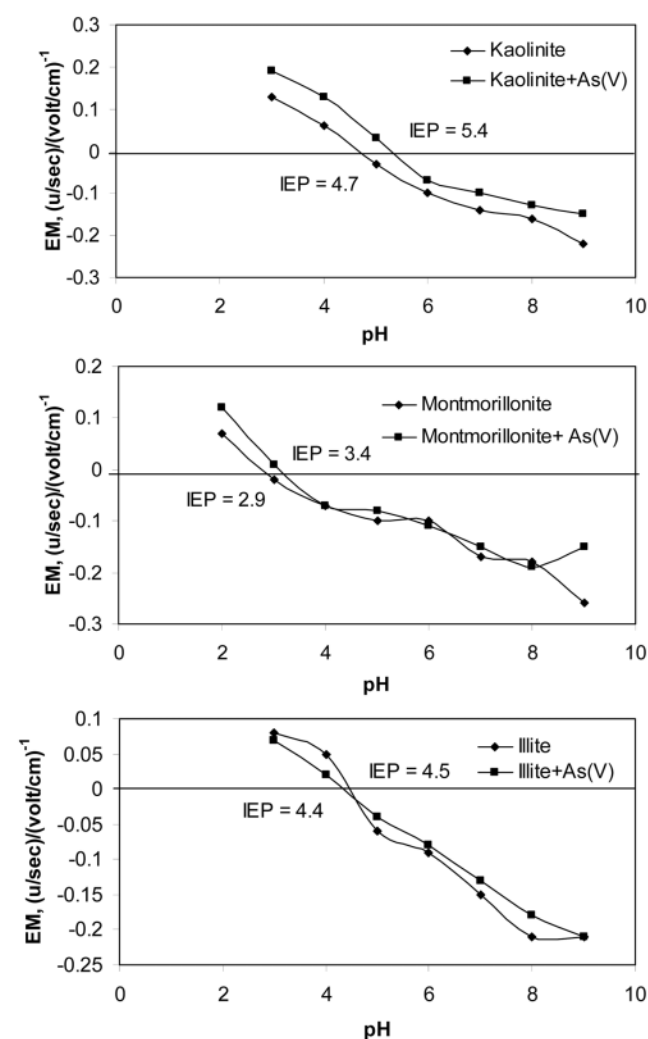 0.3
0.2
0.1
0
-0.1
-0.2
-0.3
EM, (u/sec)/(volt/cm)⁻¹
Kaolinite
Kaolinite+As(V)
IEP = 5.4
IEP = 4.7
0 2 4 6 8 10
pH
0.2
0.1
0
-0.1
-0.2
-0.3
EM, (u/sec)/(volt/cm)⁻¹
Montmorillonite
Montmorillonite+ As(V)
IEP = 3.4
IEP = 2.9
0 2 4 6 8 10
pH
0.1
0.05
0
-0.05
-0.1
-0.15
-0.2
-0.25
EM, (u/sec)/(volt/cm)⁻¹
Illite
Illite+As(V)
IEP = 4.5
IEP = 4.4
0 2 4 6 8 10
pH